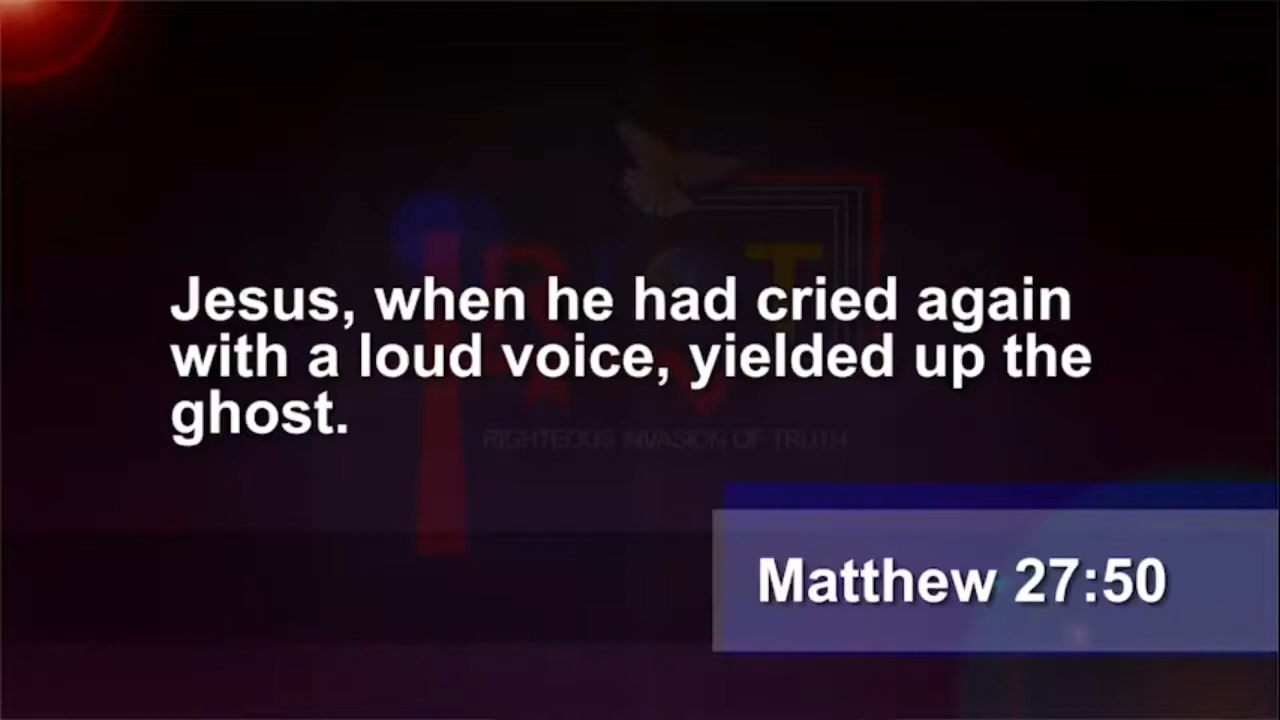 RIOT
Jesus, when he had cried again
with a loud voice, yielded up the
ghost.
RIGHTEOUS INVASION OF TRUTH
Matthew 27:50